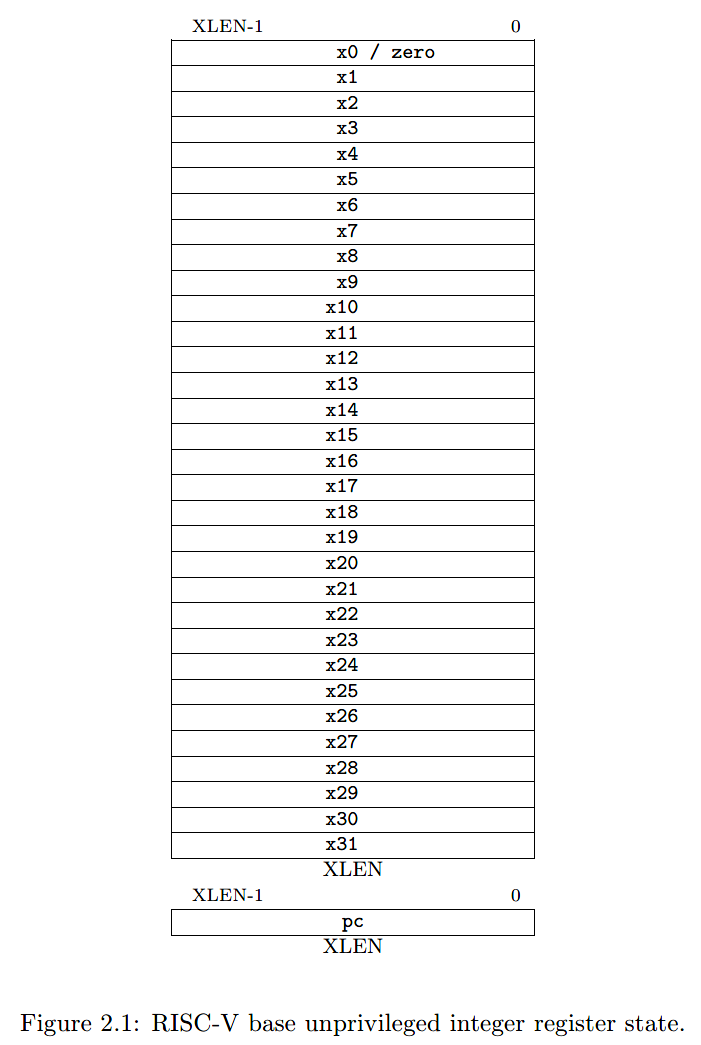 XLEN-1 0
x0 / zero
x1
x2
x3
x4
x5
x6
x7
x8
x9
x10
x11
x12
x13
x14
x15
x16
x17
x18
x19
x20
x21
x22
x23
x24
x25
x26
x27
x28
x29
x30
x31
XLEN
XLEN-1 0
pc
XLEN
Figure 2.1: RISC-V base unprivileged integer register state.